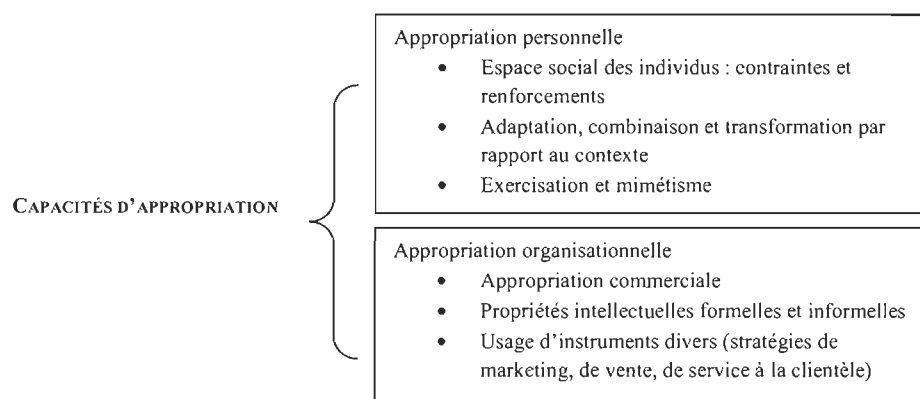 Appropriation personnelle
• Espace social des individus : contraintes et
renforcements
• Adaptation, combinaison et transformation par
rapport au contexte
• Exercisation et mimétisme
CAPACITÉS D'APPROPRIATION
Appropriation organisationnelle
• Appropriation commerciale
• Propriétés intellectuelles formelles et informelles
• Usage d'instruments divers (stratégies de
marketing, de vente, de service à la clientèle)